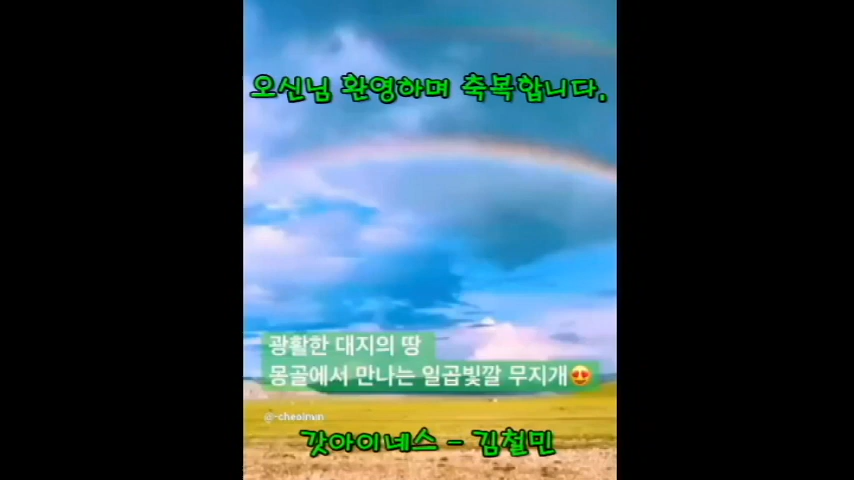 오신님 환영하며 축복합니다.
광활한 대지의 땅
몽골에서 만나는 일곱빛깔 무지개😍
@-cheolmin
갓아이네스 - 김철민